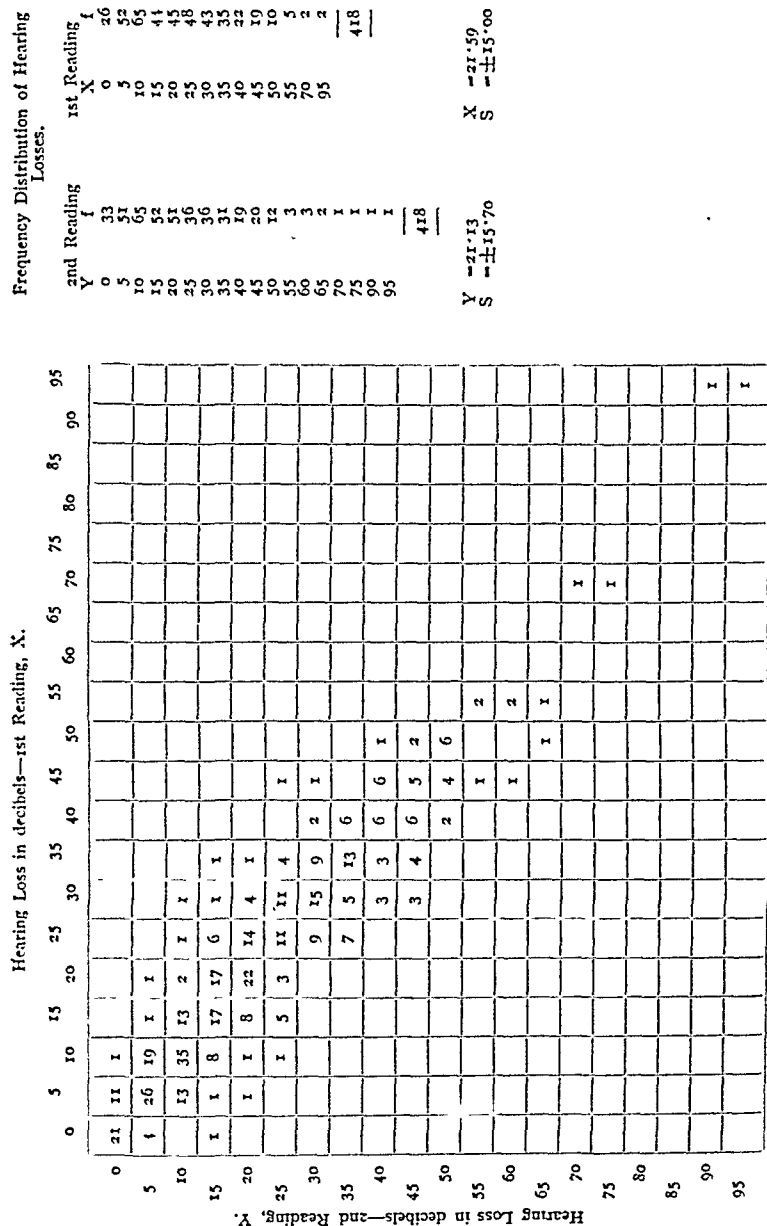 Hearing Loss in decibels—1st Reading, X.
0 5 10 15 20 25 30 35 40 45 50 55 60 65 70 75 80 85 90 95
Hearing Loss in decibels—2nd Reading, Y.
0 21 11 1
5 4 26 19 1 1
10 13 35 13 2 1 1
15 1 1 8 17 17 6 1 1
20 1 1 8 22 14 4 1
25 1 5 3 11 11 4 1
30 9 15 9 2 1
35 7 5 13 6
40 3 3 6 6 1
45 3 4 6 5 2
50 2 4 6
55 1 2
60 1 2
65 1 1
70 1
75 1
90 1
95 1
Frequency Distribution of Hearing
Losses.
2nd Reading 1st Reading
Y f X f
0 33 0 26
5 51 5 52
10 65 10 65
15 52 15 44
20 51 20 45
25 36 25 48
30 36 30 43
35 31 35 35
40 19 40 22
45 20 45 19
50 12 50 10
55 3 55 5
60 3 70 2
65 2 95 2
70 1
75 1 418
90 1
95 1
418
Y =21·13 X =21·59
S =±15·70 S =±15·00